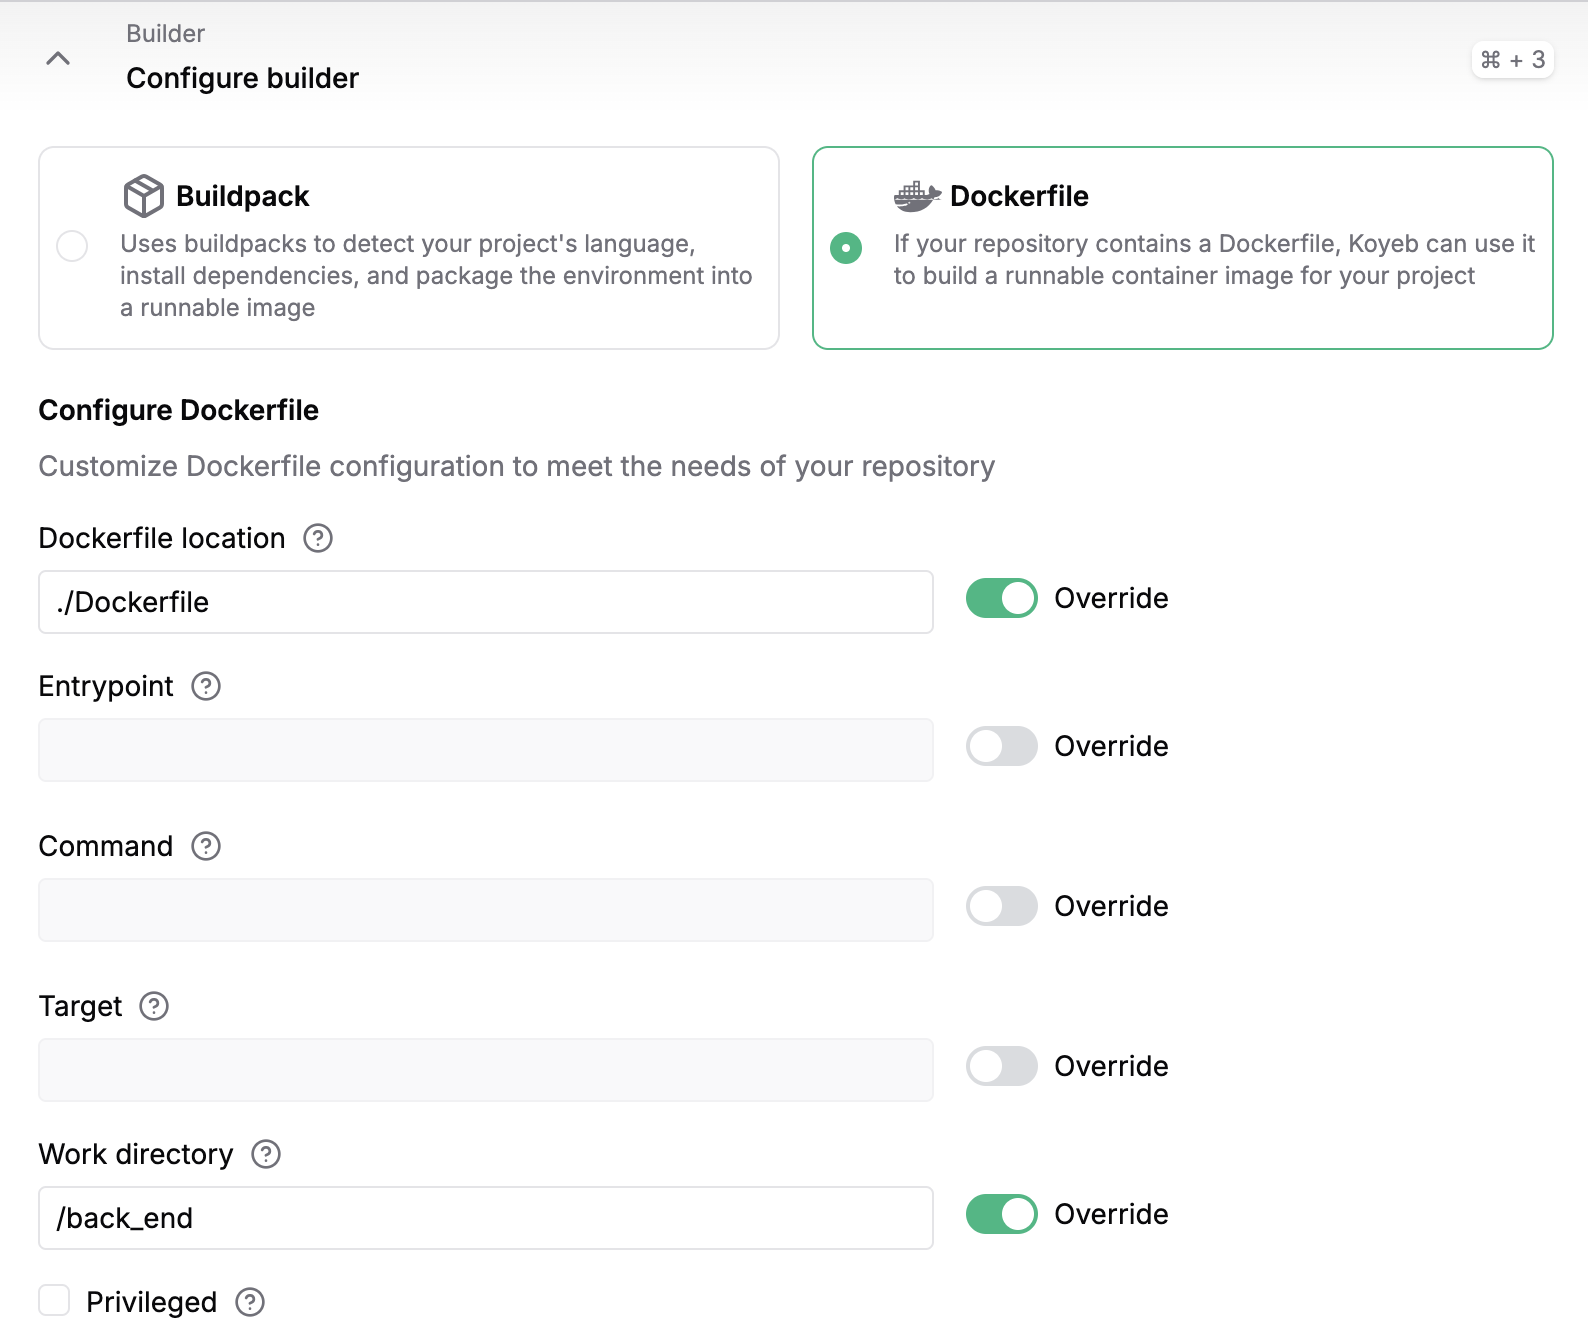 Builder
Configure builder
⌘ + 3
Buildpack
Uses buildpacks to detect your project's language,
install dependencies, and package the environment into
a runnable image
Dockerfile
If your repository contains a Dockerfile, Koyeb can use it
to build a runnable container image for your project
Configure Dockerfile
Customize Dockerfile configuration to meet the needs of your repository
Dockerfile location ?
./Dockerfile
Override
Entrypoint ?
Override
Command ?
Override
Target ?
Override
Work directory ?
/back_end
Override
Privileged ?